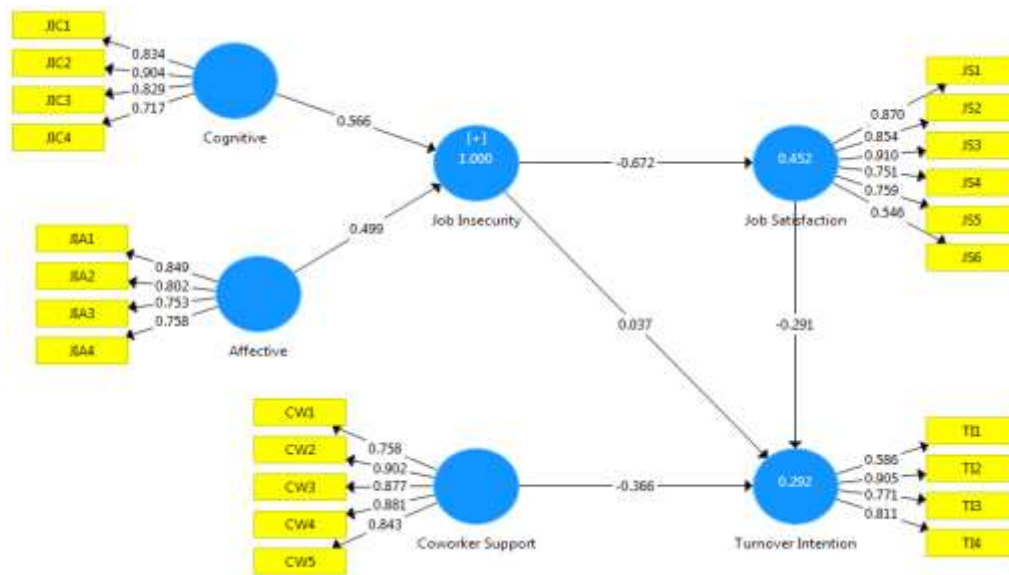 JIC1
JIC2
JIC3
JIC4
0.834
0.904
0.829
0.717
Cognitive
0.566
JIA1
JIA2
JIA3
JIA4
0.849
0.802
0.753
0.758
Affective
0.499
[+]
1.000
Job Insecurity
-0.672
0.037
0.452
Job Satisfaction
-0.291
0.870
0.854
0.910
0.751
0.759
0.546
JS1
JS2
JS3
JS4
JS5
JS6
CW1
CW2
CW3
CW4
CW5
0.758
0.902
0.877
0.881
0.843
Coworker Support
-0.366
0.292
Turnover Intention
0.586
0.905
0.771
0.811
TI1
TI2
TI3
TI4